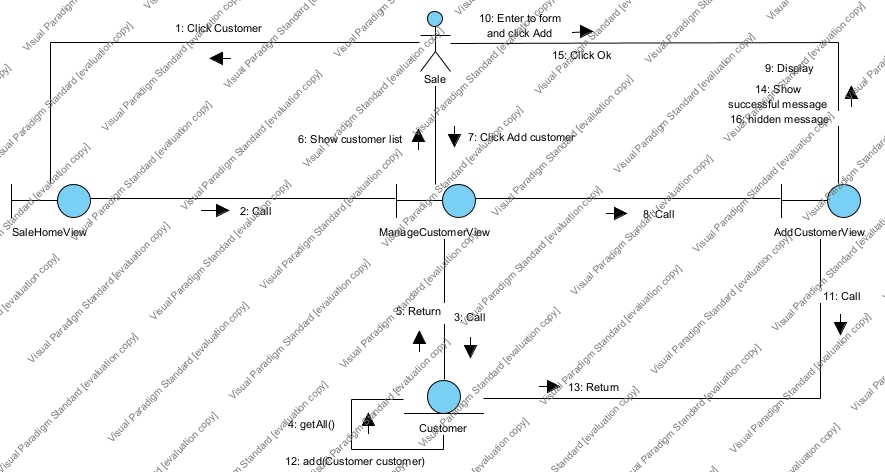 1: Click Customer
10: Enter to form
and click Add
15: Click Ok
Sale
9: Display
14: Show
successful message
16: hidden message
6: Show customer list
7: Click Add customer
2: Call
8: Call
SaleHomeView
ManageCustomerView
AddCustomerView
5: Return
3: Call
11: Call
13: Return
4: getAll()
Customer
12: add(Customer customer)
Visual Paradigm Standard [evaluation copy]